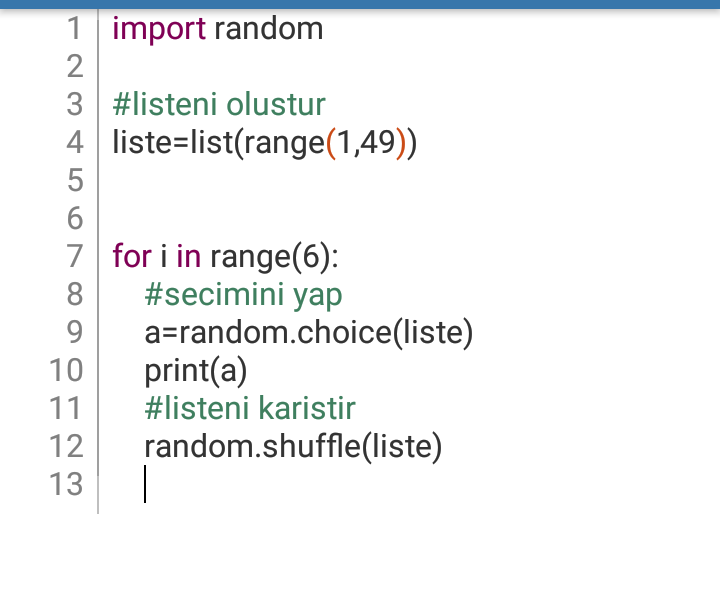 1 import random
2
3 #listeni olustur
4 liste=list(range(1,49))
5
6
7 for i in range(6):
8     #secimini yap
9     a=random.choice(liste)
10     print(a)
11     #listeni karistir
12     random.shuffle(liste)
13